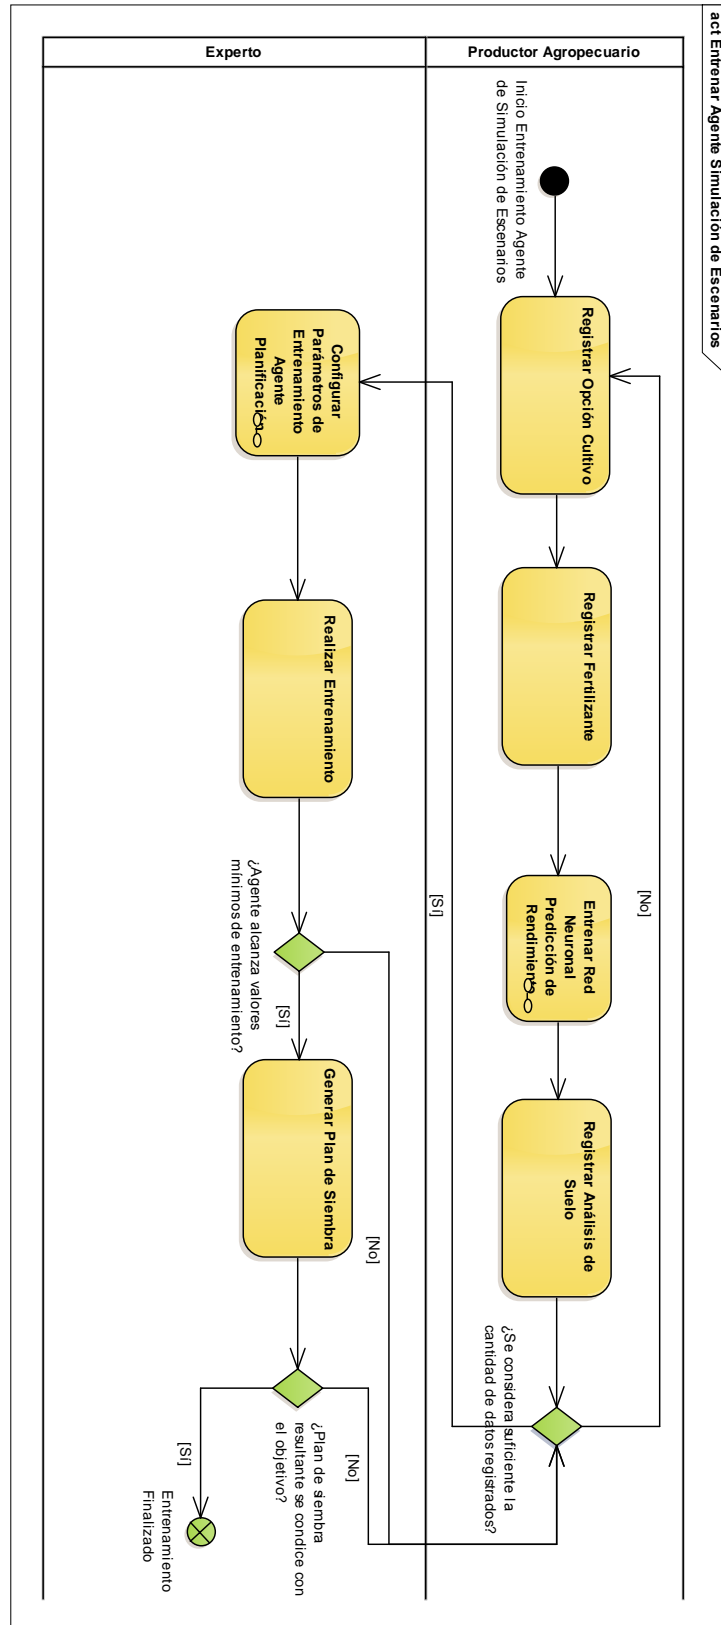 act Entrenar Agente Simulación de Escenarios
Productor Agropecuario
Experto
Inicio Entrenamiento Agente
de Simulación de Escenarios
Registrar Opción Cultivo
Registrar Fertilizante
Entrenar Red
Neuronal
Predicción de
Rendimiento
Registrar Análisis de
Suelo
¿Se considera suficiente la
cantidad de datos registrados?
[No]
[Sí]
Configurar
Parámetros de
Entrenamiento
Agente
Planificación
Realizar Entrenamiento
¿Agente alcanza valores
mínimos de entrenamiento?
[Sí]
[No]
Generar Plan de Siembra
¿Plan de siembra
resultante se condice con
el objetivo?
[No]
[Sí]
Entrenamiento
Finalizado